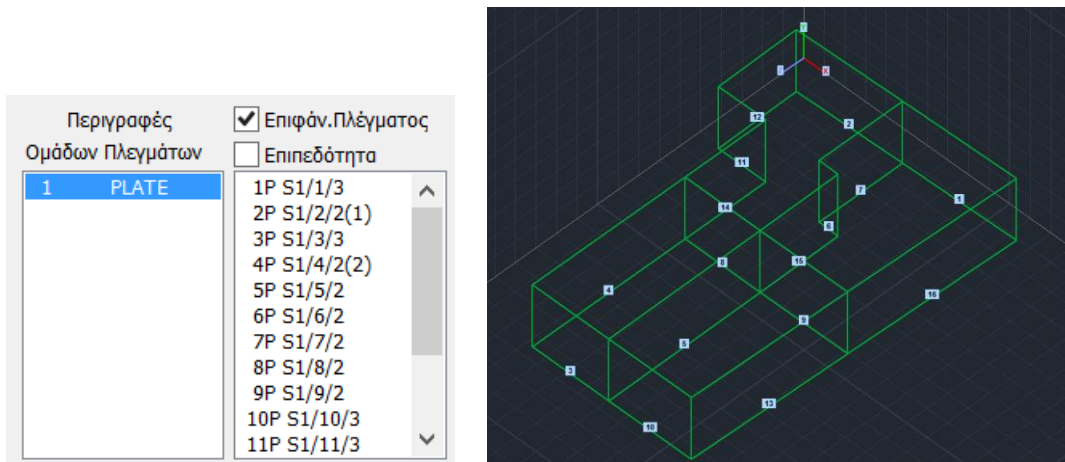 Περιγραφές
Ομάδων Πλεγμάτων
Επιφάν.Πλέγματος
Επιπεδότητα
1 PLATE
1P S1/1/3
2P S1/2/2(1)
3P S1/3/3
4P S1/4/2(2)
5P S1/5/2
6P S1/6/2
7P S1/7/2
8P S1/8/2
9P S1/9/2
10P S1/10/3
11P S1/11/3
Y
Z
X
12
2
11
7
1
14
6
8
15
4
16
9
5
3
13
10